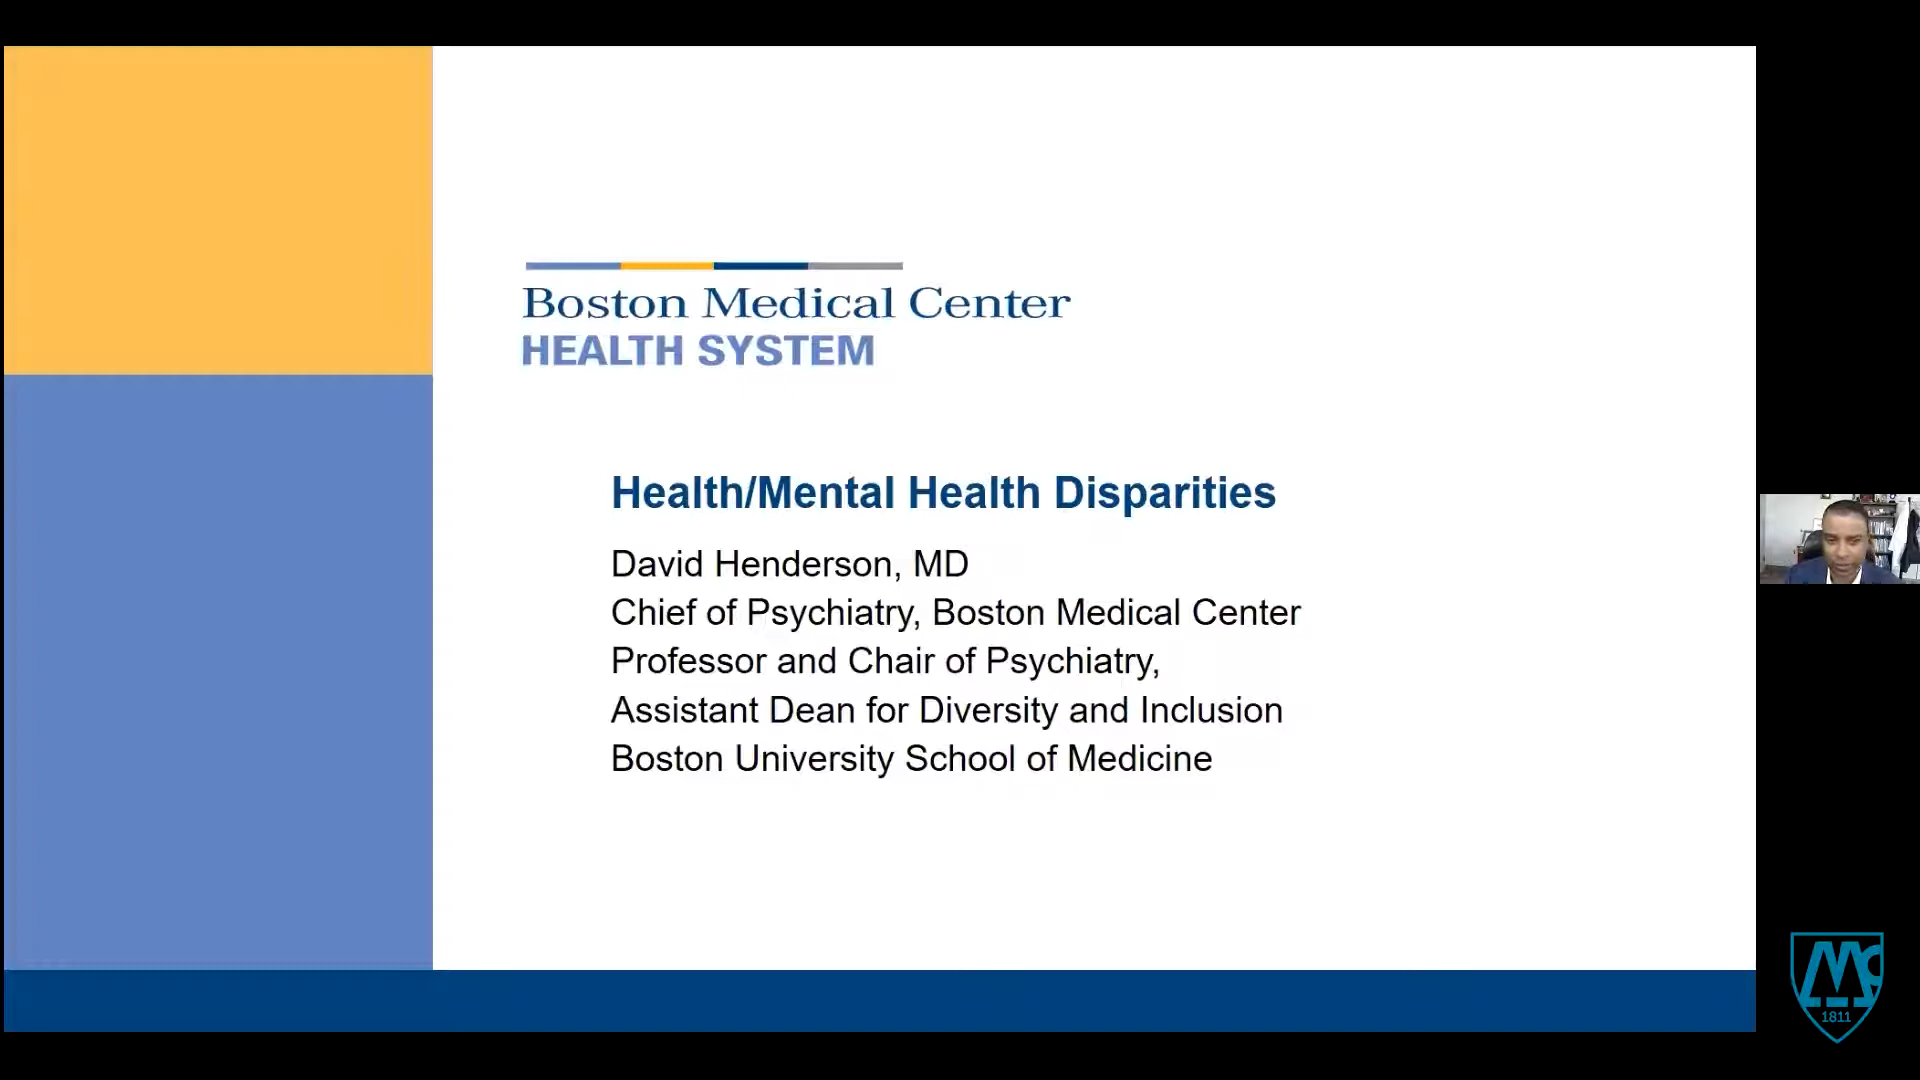 Boston Medical Center
HEALTH SYSTEM
Health/Mental Health Disparities
David Henderson, MD
Chief of Psychiatry, Boston Medical Center
Professor and Chair of Psychiatry,
Assistant Dean for Diversity and Inclusion
Boston University School of Medicine
1811